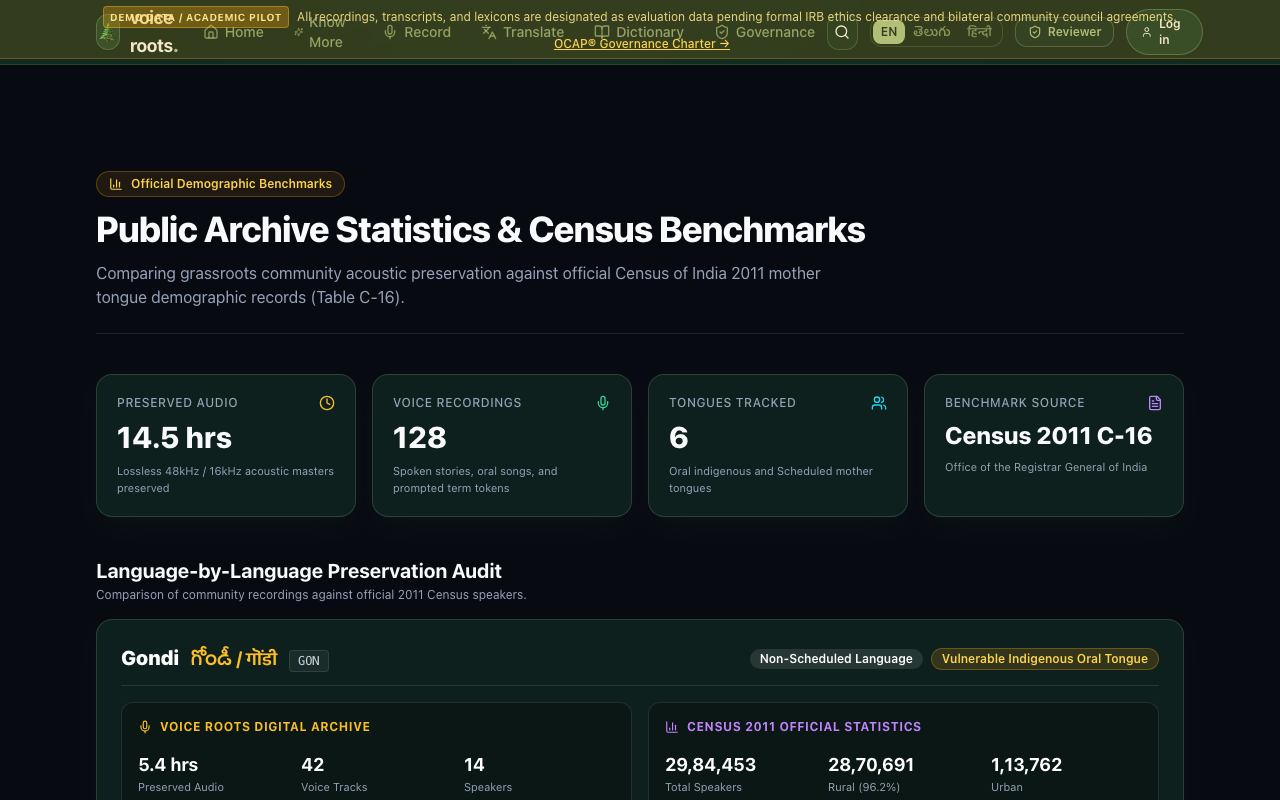 DEMO DATA / ACADEMIC PILOT All recordings, transcripts, and lexicons are designated as evaluation data pending formal IRB ethics clearance and bilateral community council agreements.
OCAP® Governance Charter →
voice
roots.
Home
Know
More
Record
Translate
Dictionary
Governance
EN
తెలుగు
हिन्दी
Reviewer
Log
in
Official Demographic Benchmarks
Public Archive Statistics & Census Benchmarks
Comparing grassroots community acoustic preservation against official Census of India 2011 mother
tongue demographic records (Table C-16).
PRESERVED AUDIO
14.5 hrs
Lossless 48kHz / 16kHz acoustic masters
preserved
VOICE RECORDINGS
128
Spoken stories, oral songs, and
prompted term tokens
TONGUES TRACKED
6
Oral indigenous and Scheduled mother
tongues
BENCHMARK SOURCE
Census 2011 C-16
Office of the Registrar General of India
Language-by-Language Preservation Audit
Comparison of community recordings against official 2011 Census speakers.
Gondi గోండీ / गोंडी GON
Non-Scheduled Language
Vulnerable Indigenous Oral Tongue
VOICE ROOTS DIGITAL ARCHIVE
5.4 hrs
Preserved Audio
42
Voice Tracks
14
Speakers
CENSUS 2011 OFFICIAL STATISTICS
29,84,453
Total Speakers
28,70,691
Rural (96.2%)
1,13,762
Urban